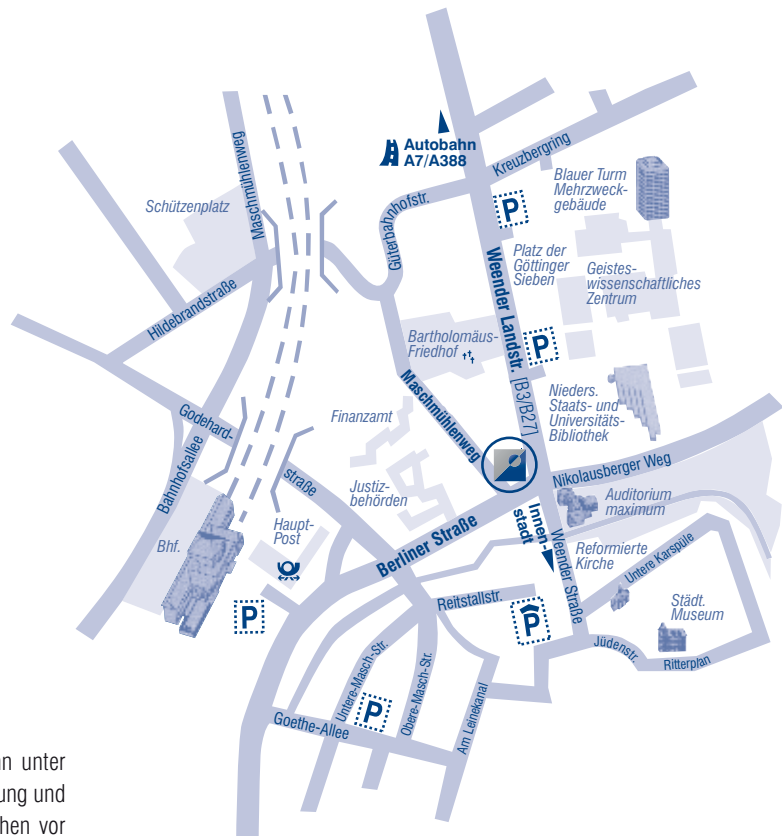 Autobahn
A7/A388
Kreuzbergring
Blauer Turm
Mehrzweck-
gebäude
Maschmühlenweg
Schützenplatz
Güterbahnhofstr.
P
Weender Landstr. [B3/B27]
Platz der
Göttinger
Sieben
Geistes-
wissenschaftliches
Zentrum
Hildebrandstraße
Bartholomäus-
Friedhof
P
Maschmühlenweg
Nieders.
Staats- und
Universitäts-
Bibliothek
Godehard-
straße
Finanzamt
Bahnhofsallee
Justiz-
behörden
Nikolausberger Weg
Auditorium
maximum
Haupt-
Post
Bhf.
Berliner Straße
Innen-
stadt
Weender Straße
Reformierte
Kirche
Untere Karspüle
Städt.
Museum
P
Reitstallstr.
P
Jüdenstr.
Ritterplan
Untere-Masch-Str.
Obere-Masch-Str.
P
Goethe-Allee
Am Leinekanal
n unter
ung und
hen vor